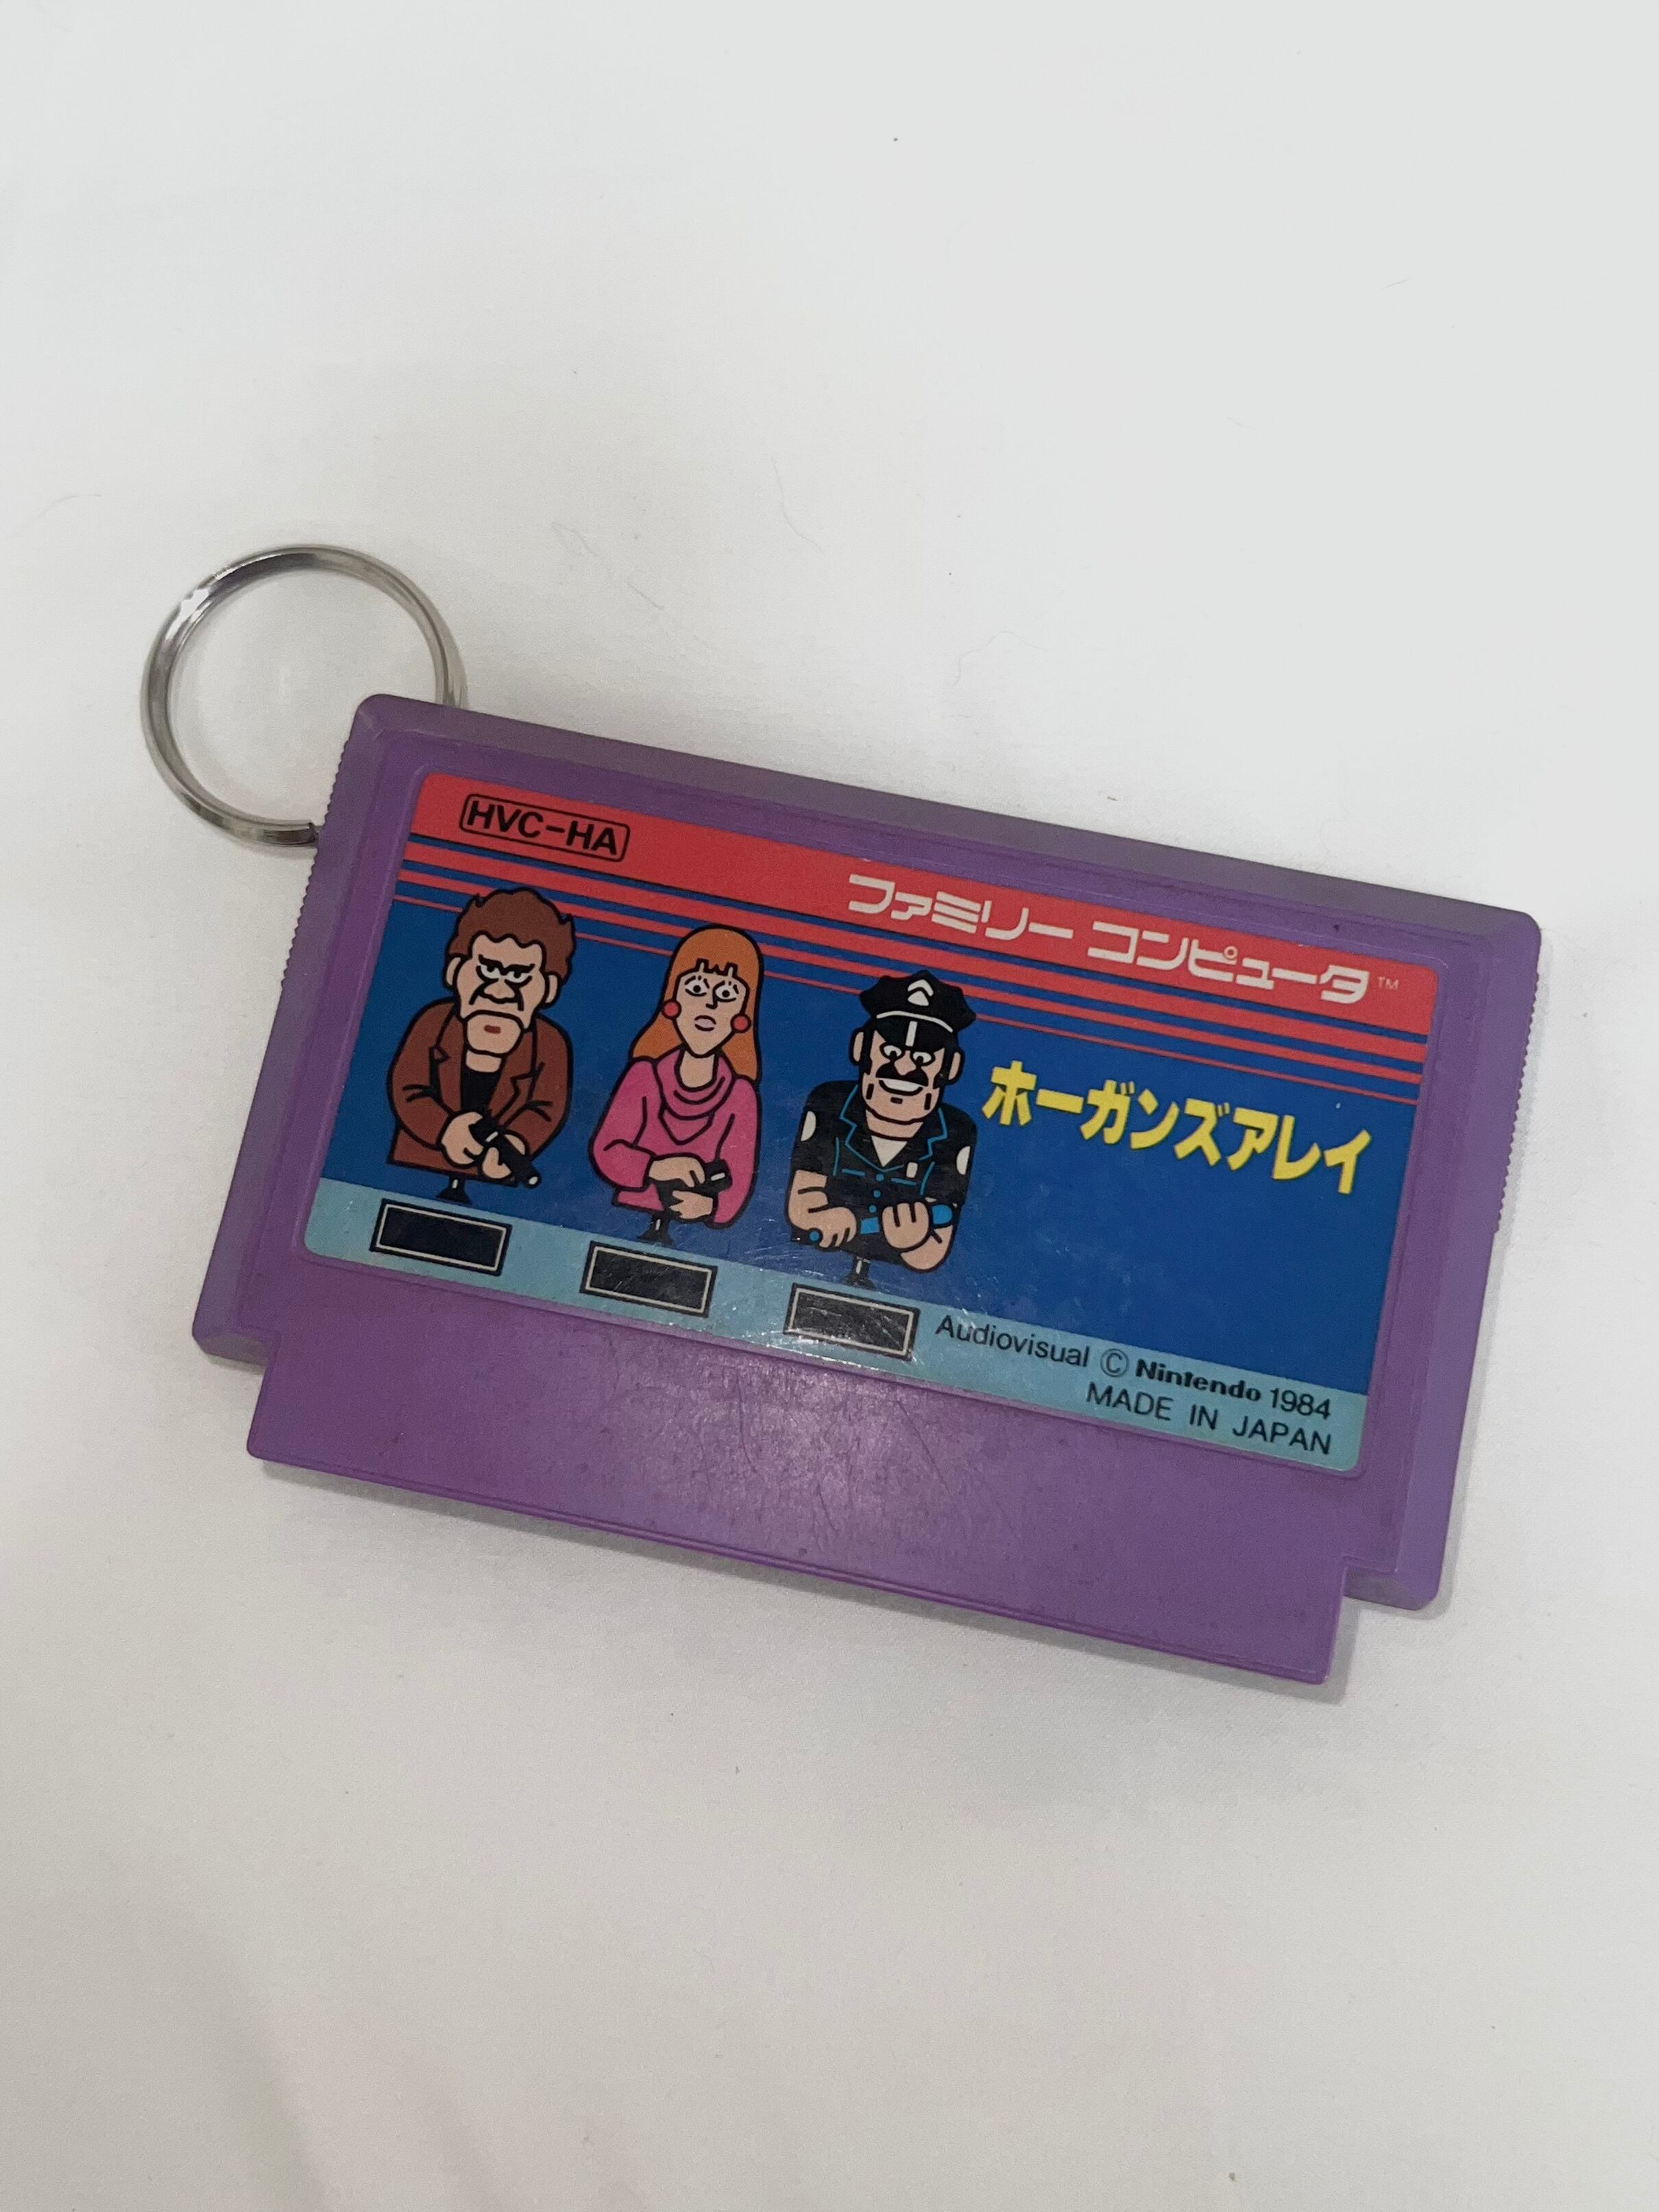 HVC-HA
ファミリー コンピュータ™
ホーガンズアレイ
Audiovisual © Nintendo 1984
MADE IN JAPAN